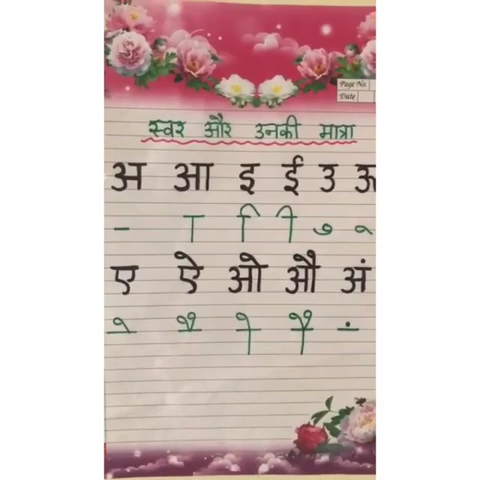 Page No.
Date
स्वर और उनकी मात्रा
अ आ इ ई उ ऊ
- ा ि ी ु ू
ए ऐ ओ औ अं
े ै ो ौ ं